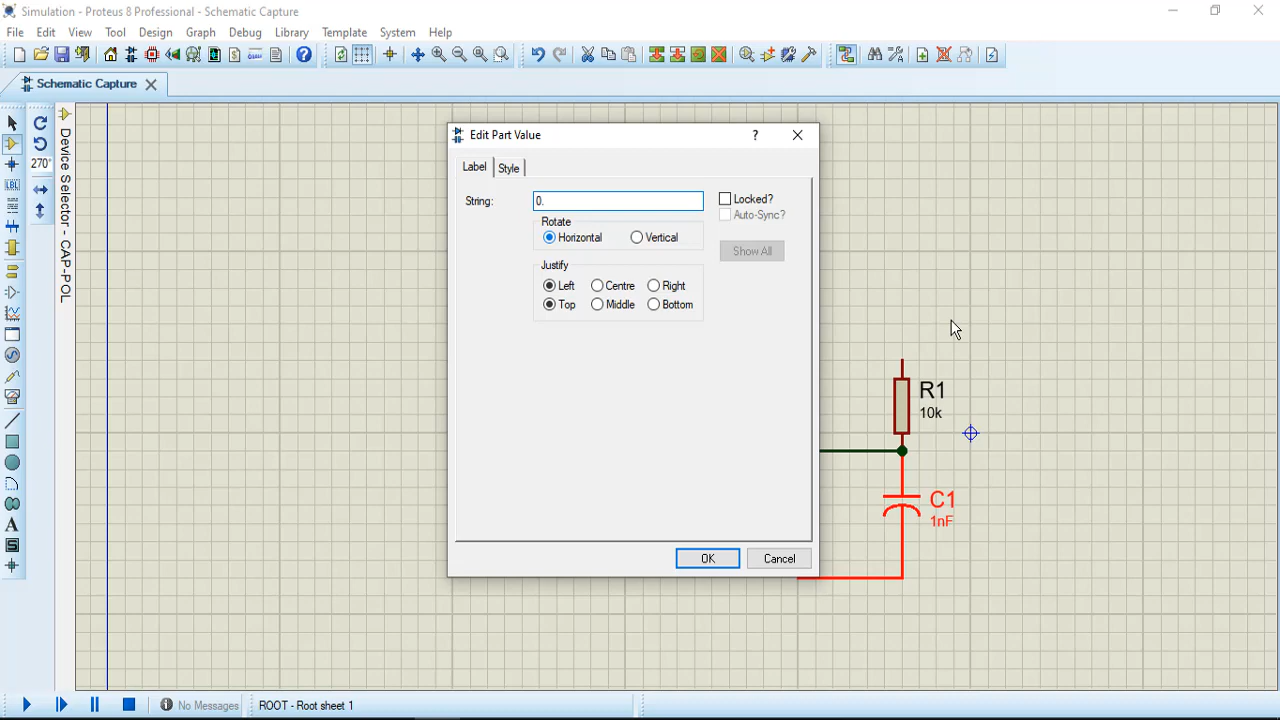 Simulation - Proteus 8 Professional - Schematic Capture
File Edit View Tool Design Graph Debug Library Template System Help
Schematic Capture
270°
Device Selector - CAP-POL
Edit Part Value
Label Style
String: 0.
Locked?
Auto-Sync?
Show All
Rotate
Horizontal Vertical
Justify
Left Centre Right
Top Middle Bottom
OK Cancel
R1
10k
C1
1nF
No Messages ROOT - Root sheet 1